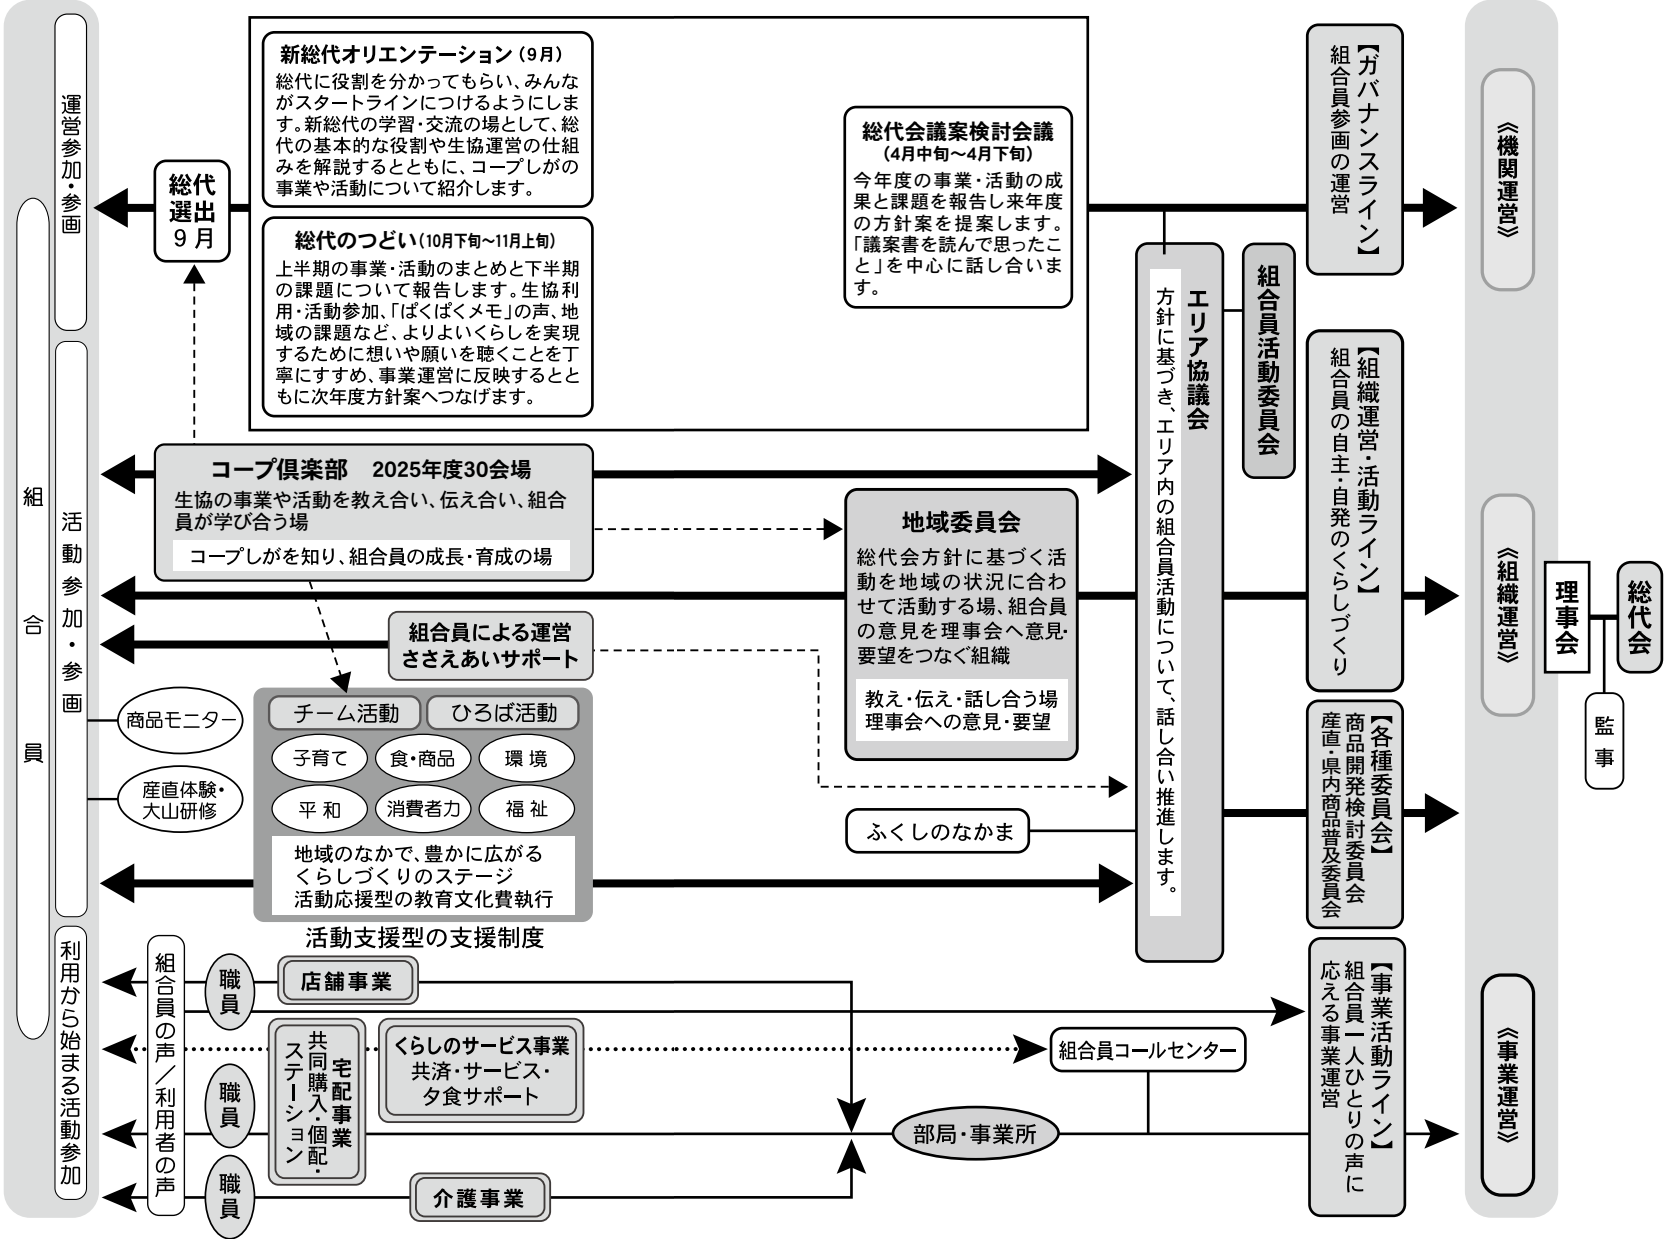 組合員
運営参加・参画
活動参加・参画
利用から始まる活動参加
総代
選出
9月
新総代オリエンテーション（9月）
総代に役割を分かってもらい、みんな
がスタートラインにつけるようにしま
す。新総代の学習・交流の場として、総
代の基本的な役割や生協運営の仕組
みを解説するとともに、コープしがの
事業や活動について紹介します。
総代のつどい（10月下旬～11月上旬）
上半期の事業・活動のまとめと下半期
の課題について報告します。生協利
用・活動参加、「ぱくぱくメモ」の声、地
域の課題など、よりよいくらしを実現
するために想いや願いを聴くことを丁
寧にすすめ、事業運営に反映するとと
もに次年度方針案へつなげます。
総代会議案検討会議
（4月中旬～4月下旬）
今年度の事業・活動の成
果と課題を報告し来年度
の方針案を提案します。
「議案書を読んで思ったこ
と」を中心に話し合いま
す。
コープ倶楽部　2025年度30会場
生協の事業や活動を教え合い、伝え合い、組合
員が学び合う場
コープしがを知り、組合員の成長・育成の場
地域委員会
総代会方針に基づく活
動を地域の状況に合わ
せて活動する場、組合員
の意見を理事会へ意見・
要望をつなぐ組織
教え・伝え・話し合う場
理事会への意見・要望
組合員による運営
ささえあいサポート
商品モニター
産直体験・
大山研修
チーム活動
ひろば活動
子育て
食・商品
環境
平和
消費者力
福祉
地域のなかで、豊かに広がる
くらしづくりのステージ
活動応援型の教育文化費執行
活動支援型の支援制度
ふくしのなかま
エリア協議会
方針に基づき、エリア内の組合員活動について、話し合い推進します。
組合員活動委員会
【ガバナンスライン】
組合員参画の運営
【組織運営・活動ライン】
組合員の自主・自発のくらしづくり
【各種委員会】
商品開発検討委員会
産直・県内商品普及委員会
【事業活動ライン】
組合員一人ひとりの声に
応える事業運営
《機関運営》
《組織運営》
《事業運営》
理事会
総代会
監事
組合員の声／利用者の声
職員
職員
職員
店舗事業
宅配事業
共同購入・個配・
ステーション
くらしのサービス事業
共済・サービス・
夕食サポート
介護事業
組合員コールセンター
部局・事業所